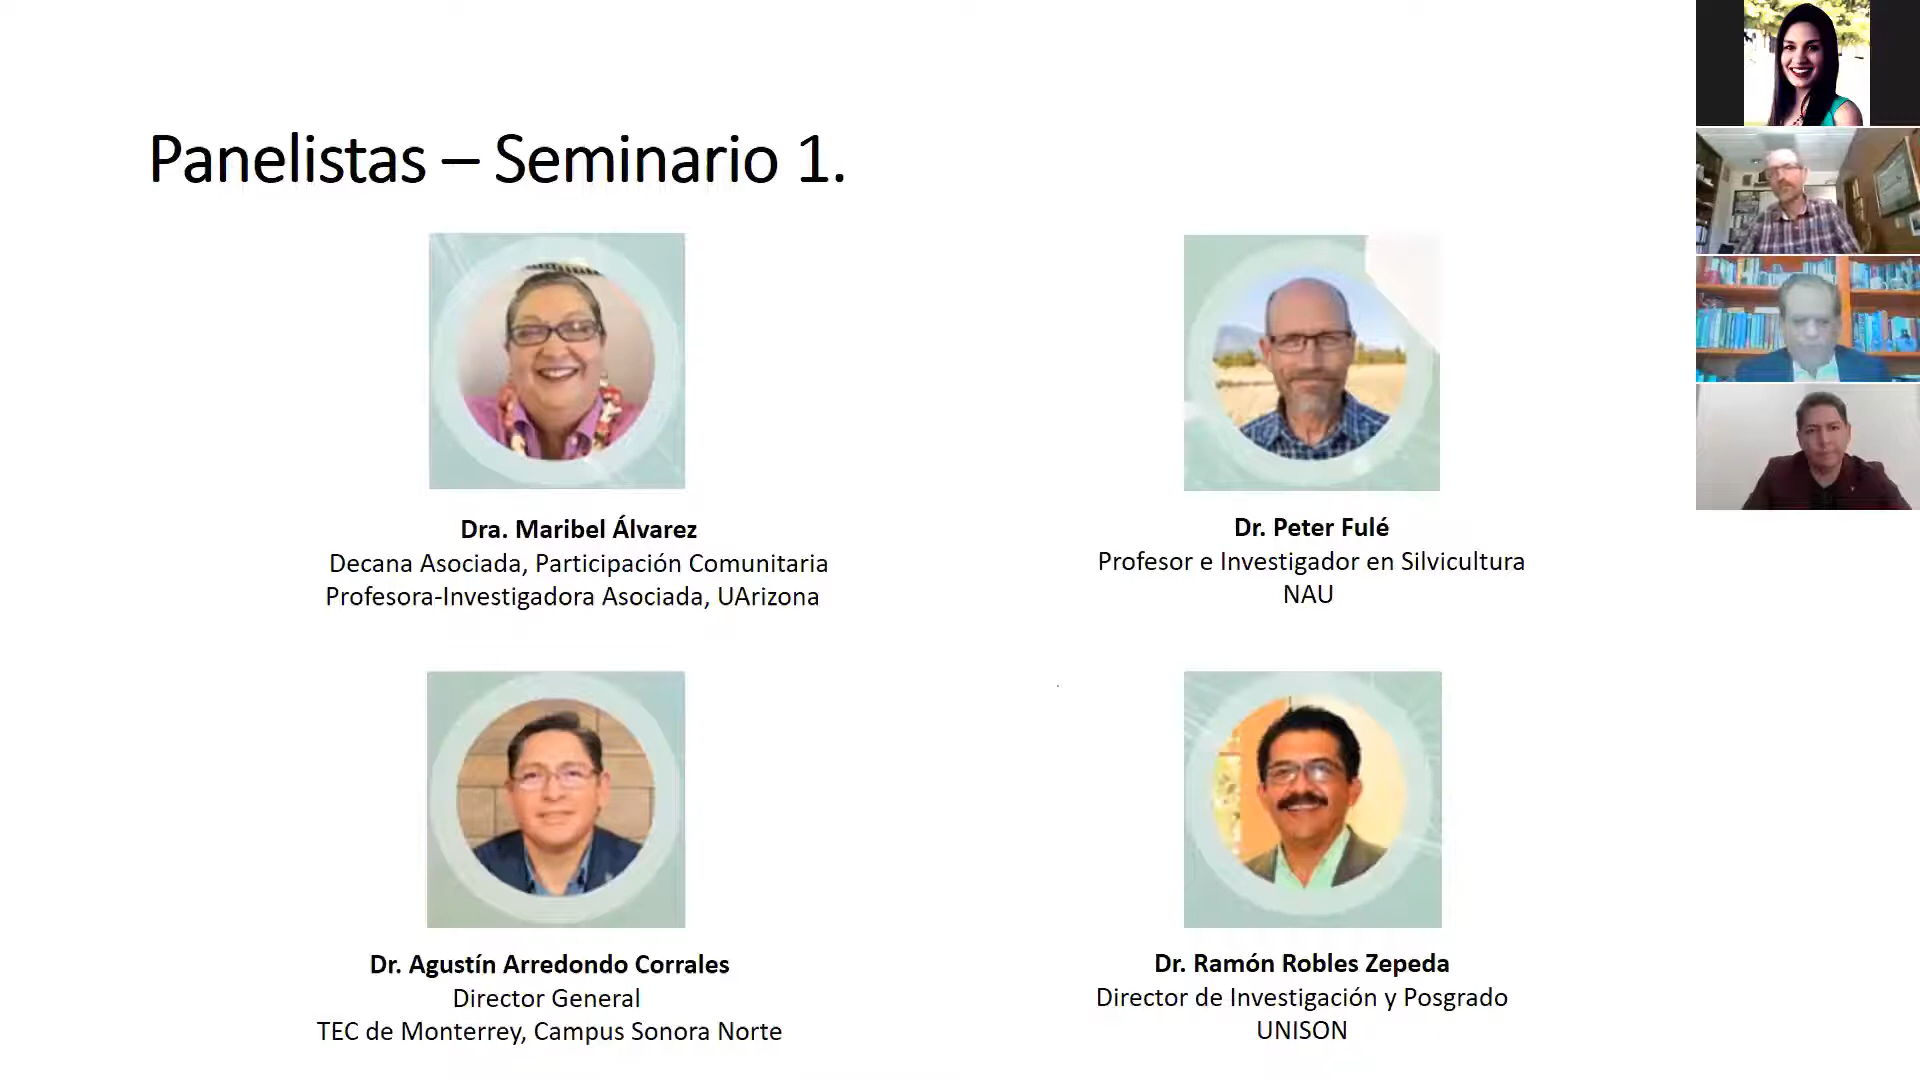 Panelistas – Seminario 1.
Dra. Maribel Álvarez
Decana Asociada, Participación Comunitaria
Profesora-Investigadora Asociada, UArizona
Dr. Peter Fulé
Profesor e Investigador en Silvicultura
NAU
Dr. Agustín Arredondo Corrales
Director General
TEC de Monterrey, Campus Sonora Norte
Dr. Ramón Robles Zepeda
Director de Investigación y Posgrado
UNISON